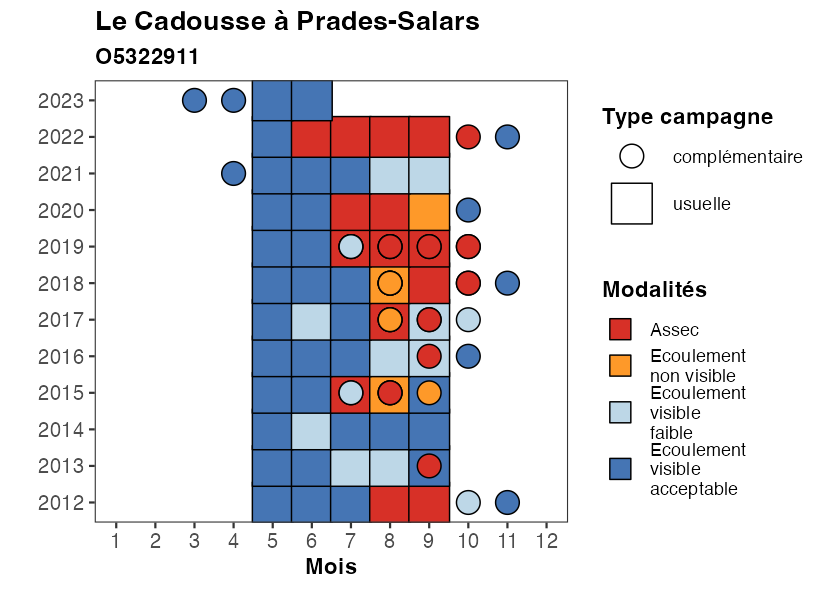 Le Cadousse à Prades-Salars
O5322911
2023
2022
2021
2020
2019
2018
2017
2016
2015
2014
2013
2012
1 2 3 4 5 6 7 8 9 10 11 12
Mois
Type campagne
complémentaire
usuelle
Modalités
Assec
Ecoulement
non visible
Ecoulement
visible
faible
Ecoulement
visible
acceptable